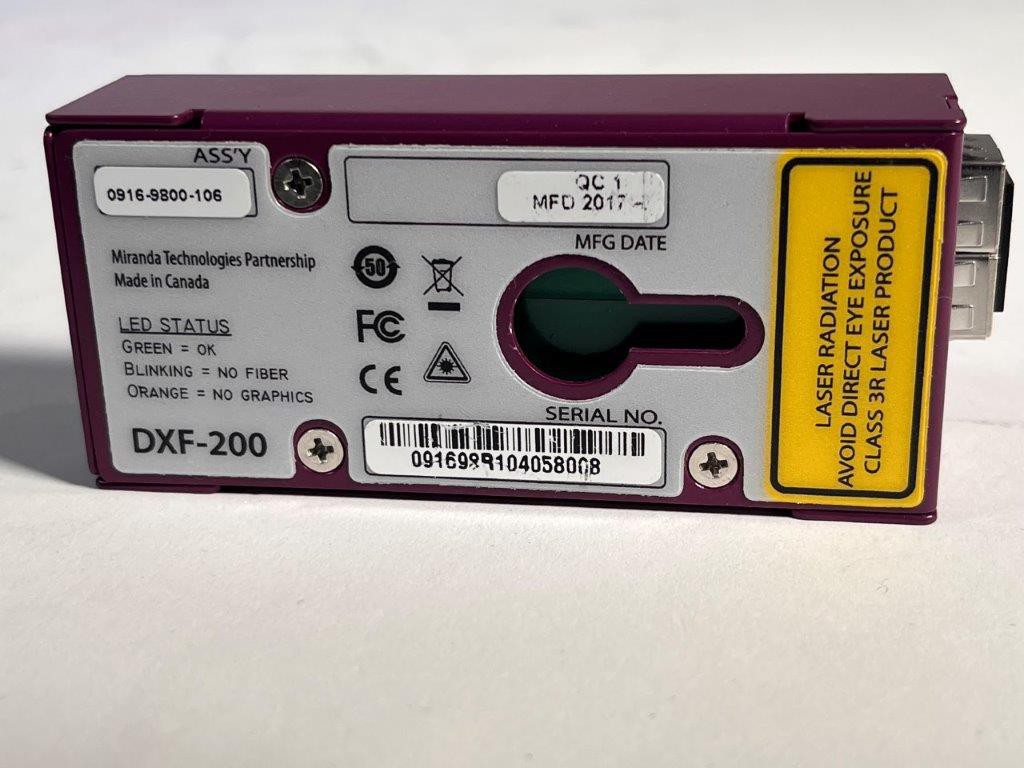 ASS'Y
0916-9800-106
Miranda Technologies Partnership
Made in Canada
LED STATUS
GREEN = OK
BLINKING = NO FIBER
ORANGE = NO GRAPHICS
DXF-200
50
FC
CE
QC 1
MFD 2017
MFG DATE
SERIAL NO.
LASER RADIATION
AVOID DIRECT EYE EXPOSURE
CLASS 3R LASER PRODUCT